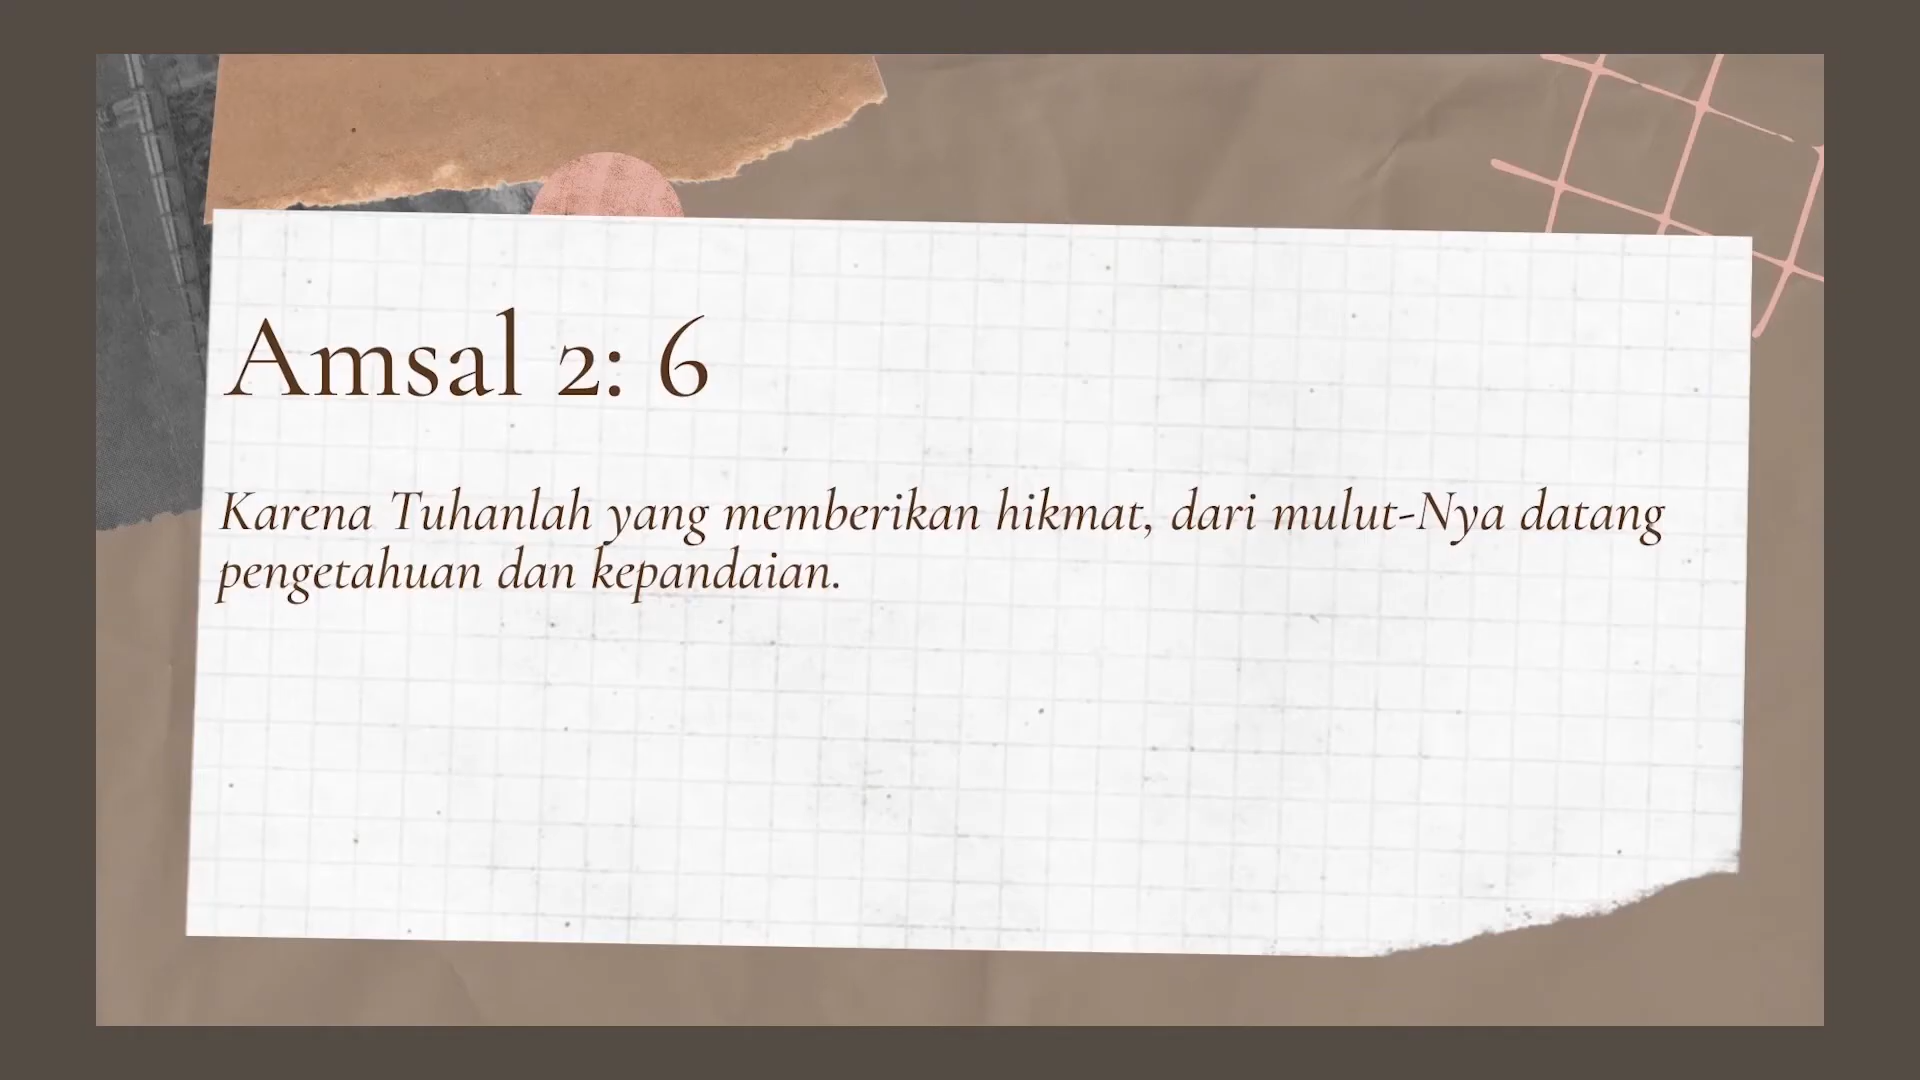 Amsal 2: 6
Karena Tuhanlah yang memberikan hikmat, dari mulut-Nya datang
pengetahuan dan kepandaian.